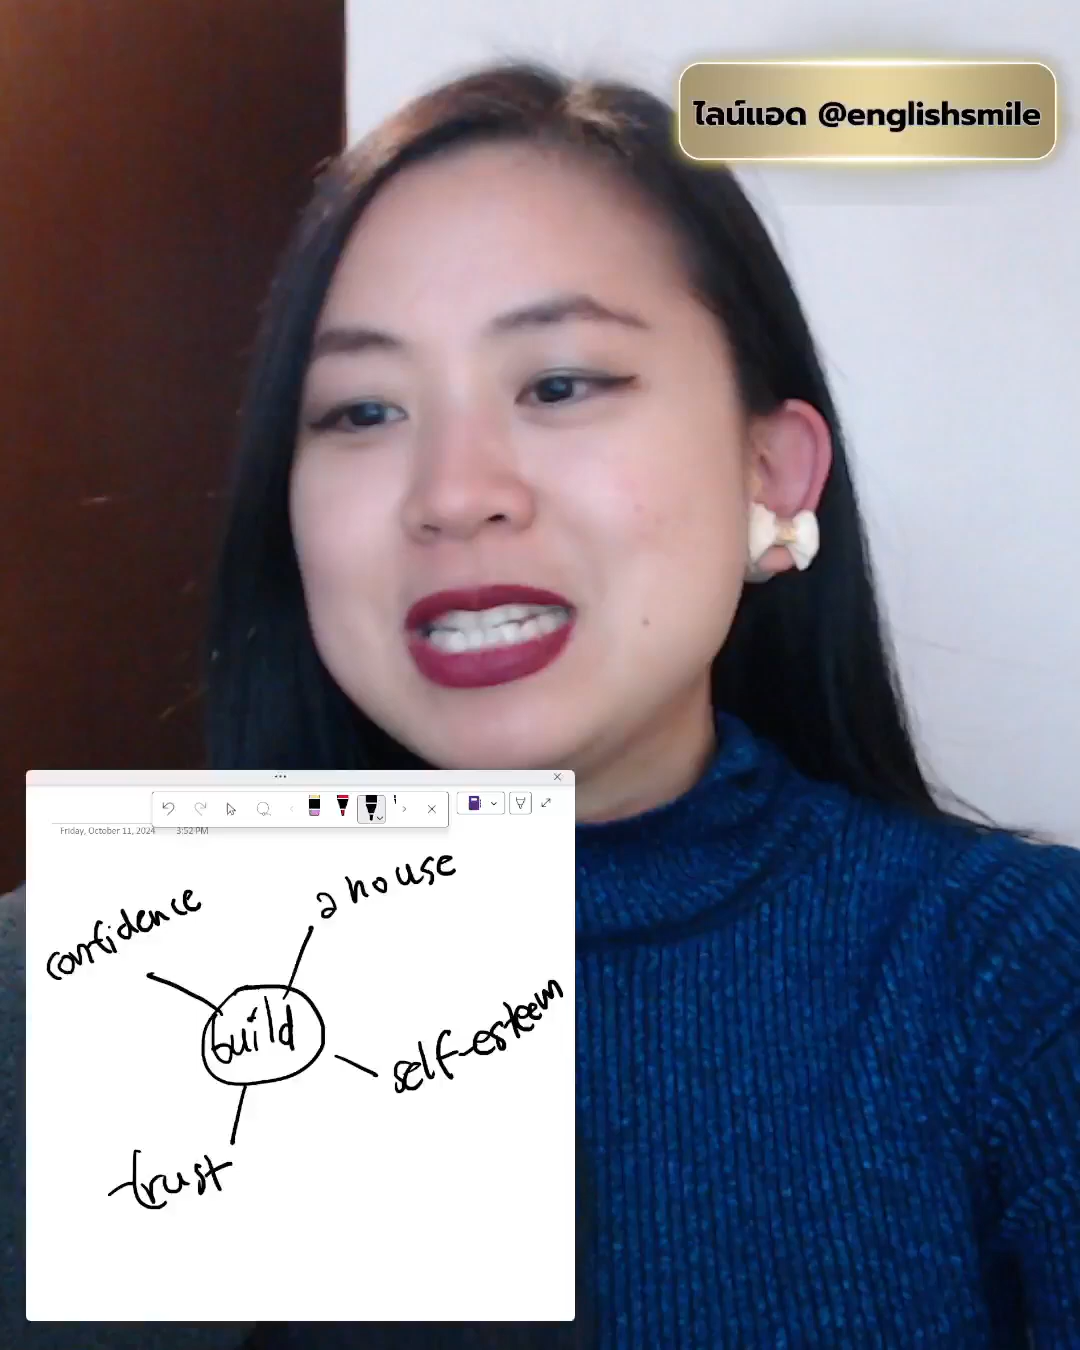 ไลน์แอด @englishsmile
Friday, October 11, 2024 3:52 PM
a house
confidence
build
self-esteem
trust